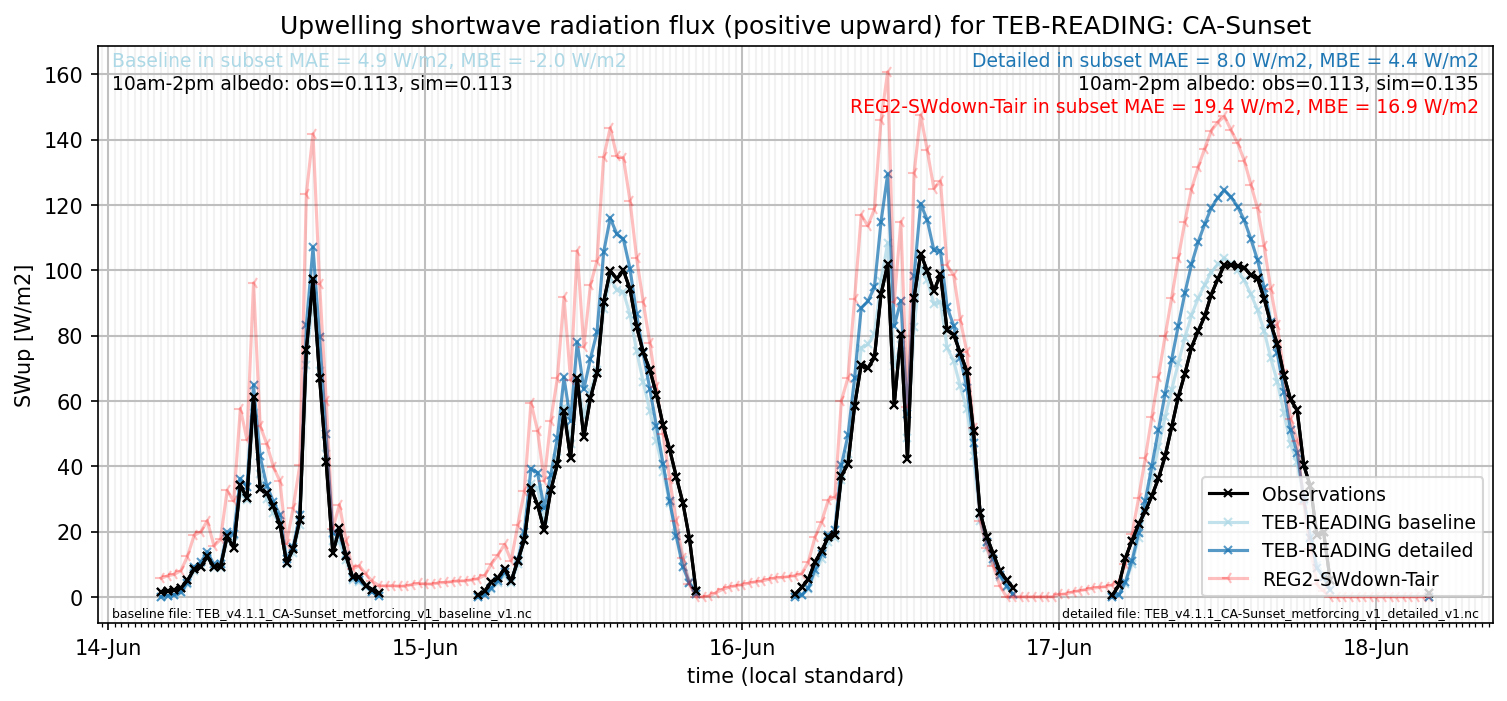 Upwelling shortwave radiation flux (positive upward) for TEB-READING: CA-Sunset
Baseline in subset MAE = 4.9 W/m2, MBE = -2.0 W/m2
10am-2pm albedo: obs=0.113, sim=0.113
Detailed in subset MAE = 8.0 W/m2, MBE = 4.4 W/m2
10am-2pm albedo: obs=0.113, sim=0.135
REG2-SWdown-Tair in subset MAE = 19.4 W/m2, MBE = 16.9 W/m2
SWup [W/m2]
160
140
120
100
80
60
40
20
0
Observations
TEB-READING baseline
TEB-READING detailed
REG2-SWdown-Tair
baseline file: TEB_v4.1.1_CA-Sunset_metforcing_v1_baseline_v1.nc
detailed file: TEB_v4.1.1_CA-Sunset_metforcing_v1_detailed_v1.nc
14-Jun
15-Jun
16-Jun
17-Jun
18-Jun
time (local standard)